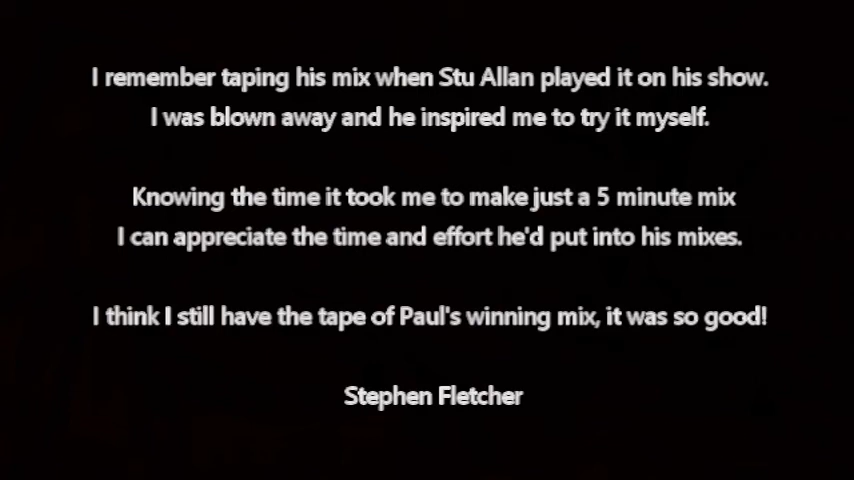 I remember taping his mix when Stu Allan played it on his show.
I was blown away and he inspired me to try it myself.
Knowing the time it took me to make just a 5 minute mix
I can appreciate the time and effort he'd put into his mixes.
I think I still have the tape of Paul's winning mix, it was so good!
Stephen Fletcher